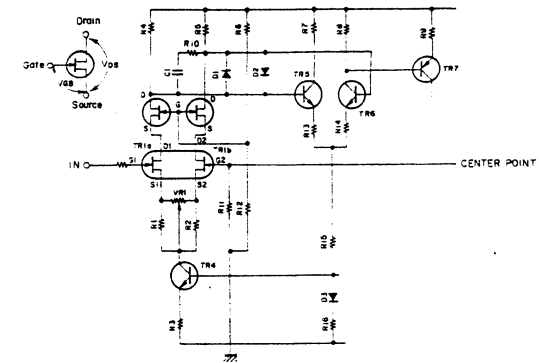 Drain
Gate
VDS
VGS
Source
R4
R5
R6
R7
R8
R9
R10
C1
D1
D2
TR5
TR6
TR7
D
G
D
S
S
R13
R14
TR1a
D1
D2
TR1b
IN
G1
G2
CENTER POINT
S1
S2
VR1
R1
R2
R11
R12
R15
TR4
D3
R3
R16